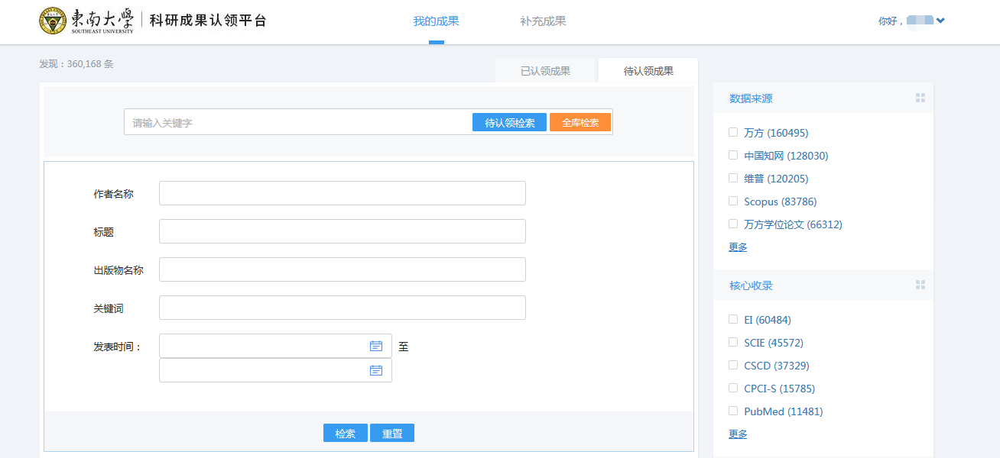 東南大學
SOUTHEAST UNIVERSITY
科研成果认领平台
我的成果
补充成果
你好，
发现：360,168 条
已认领成果
待认领成果
请输入关键字
待认领检索
全库检索
作者名称
标题
出版物名称
关键词
发表时间：
至
检索
重置
数据来源
万方 (160495)
中国知网 (128030)
维普 (120205)
Scopus (83786)
万方学位论文 (66312)
更多
核心收录
EI (60484)
SCIE (45572)
CSCD (37329)
CPCI-S (15785)
PubMed (11481)
更多